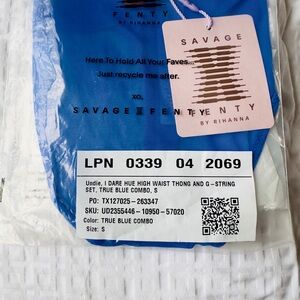 FENTY
BY RIHANNA
Here To Hold All Your Faves...
Just recycle me after.
XO,
SAVAGE X FENTY
SAVAGE
FENTY
BY RIHANNA
LPN 0339 04 2069
Undie, I DARE HUE HIGH WAIST THONG AND G-STRING
SET, TRUE BLUE COMBO, S
PO: TX127025-263347
SKU: UD2355446-10950-57020
Color: TRUE BLUE COMBO
Size: S